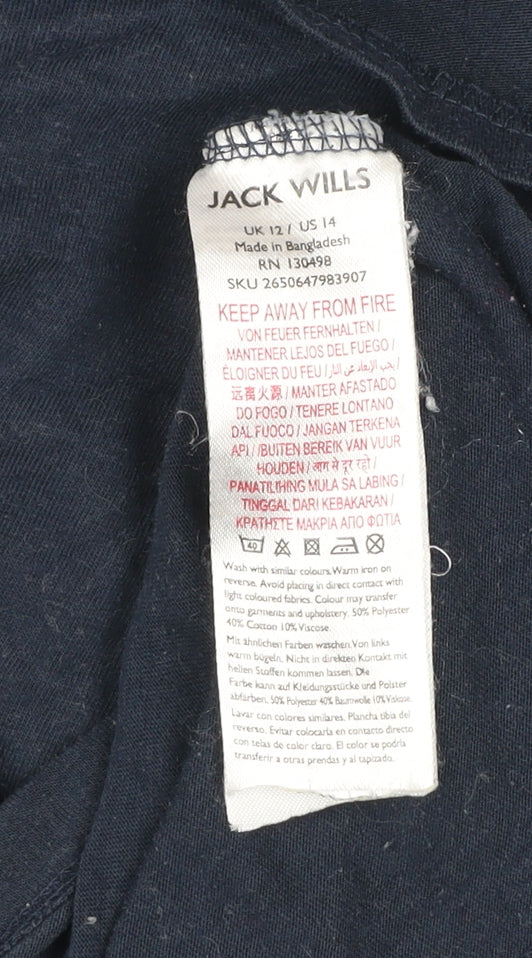 JACK WILLS
UK 12 / US 14
Made in Bangladesh
RN 130498
SKU 2650647983907
KEEP AWAY FROM FIRE
VON FEUER FERNHALTEN /
MANTENER LEJOS DEL FUEGO /
ÉLOIGNER DU FEU / يجب الإبعاد عن النار /
远离火源 / MANTER AFASTADO
DO FOGO / TENERE LONTANO
DAL FUOCO / JANGAN TERKENA
API / IBUITEN BEREIK VAN VUUR
HOUDEN / आग से दूर रहो /
PANATILIHING MULA SA LABING /
TINGGAL DARI KEBAKARAN /
ΚΡΑΤΗΣΤΕ ΜΑΚΡΙΑ ΑΠΟ ΦΩΤΙΑ
40
Wash with similar colours. Warm iron on
reverse. Avoid placing in direct contact with
light coloured fabrics. Colour may transfer
onto garments and upholstery. 50% Polyester
40% Cotton 10% Viscose.
Mit ähnlichen Farben waschen. Von links
warm bügeln. Nicht in direkten Kontakt mit
hellen Stoffen kommen lassen. Die
Farbe kann auf Kleidungsstücke und Polster
abfärben. 50% Polyester 40% Baumwolle 10% Viskose.
Lavar con colores similares. Plancha tibia del
reverso. Evitar colocarla en contacto directo
con telas de color claro. El color se podría
transferir a otras prendas y al tapizado.